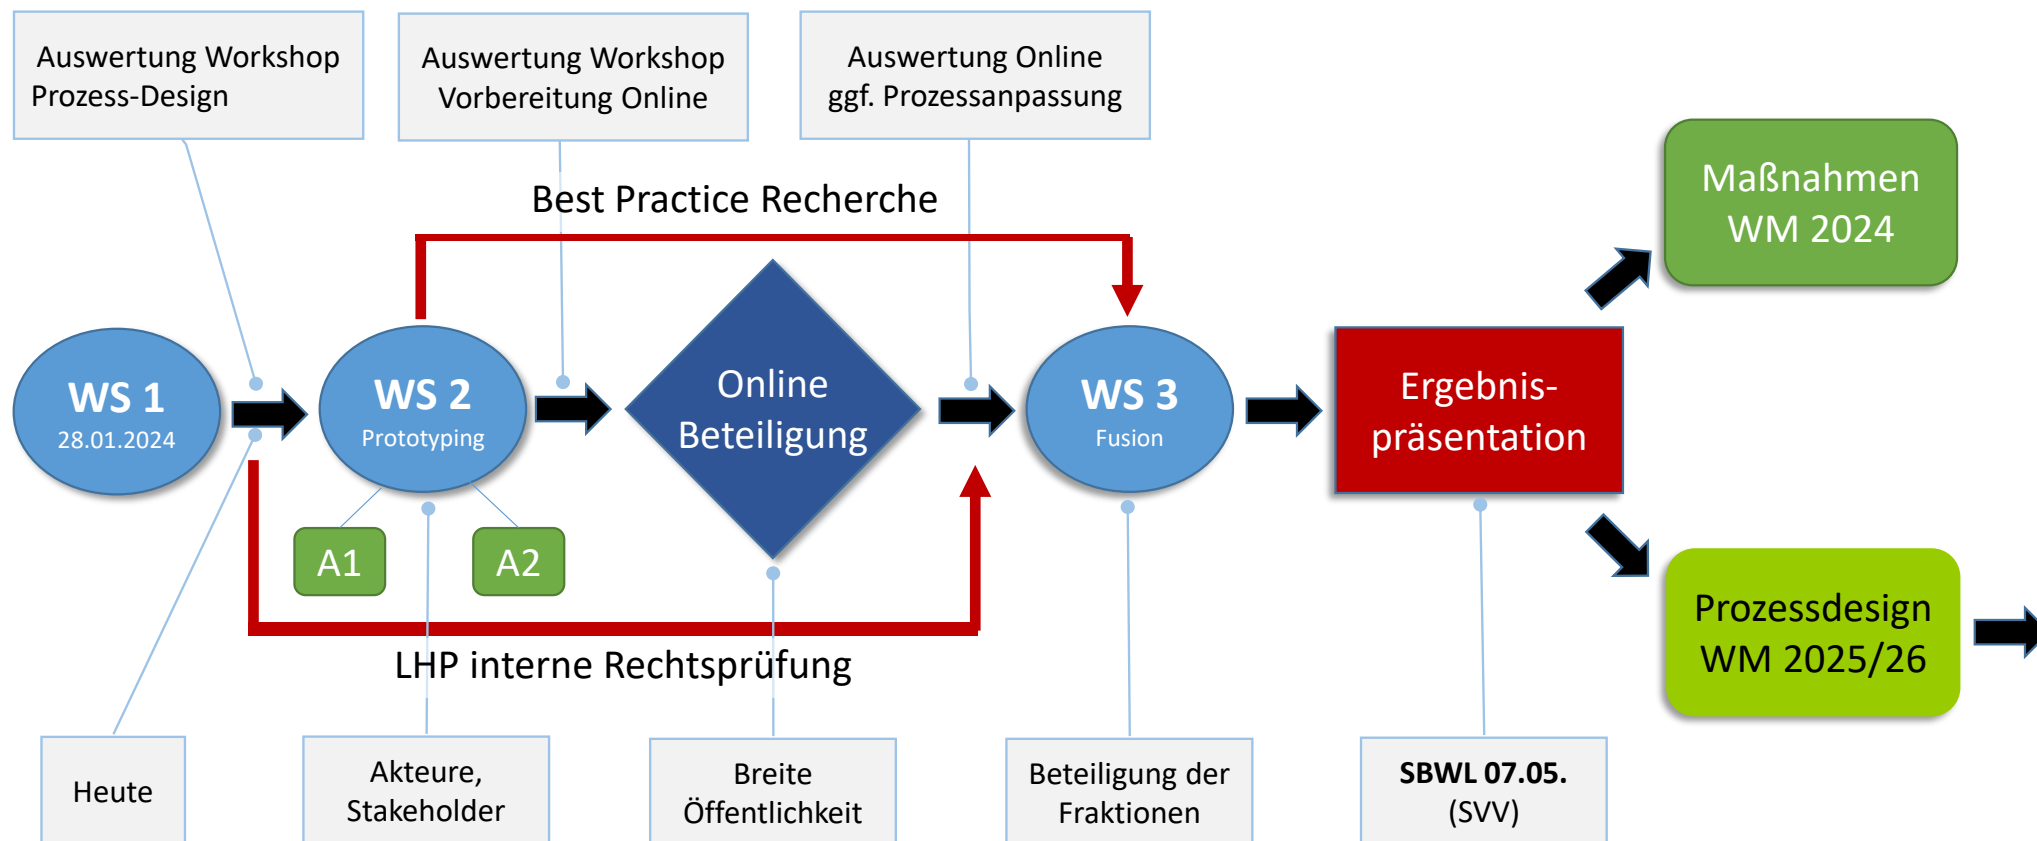 Auswertung Workshop
Prozess-Design
Auswertung Workshop
Vorbereitung Online
Auswertung Online
ggf. Prozessanpassung
Best Practice Recherche
Maßnahmen
WM 2024
WS 1
28.01.2024
WS 2
Prototyping
Online
Beteiligung
WS 3
Fusion
Ergebnis-
präsentation
A1
A2
LHP interne Rechtsprüfung
Prozessdesign
WM 2025/26
Heute
Akteure,
Stakeholder
Breite
Öffentlichkeit
Beteiligung der
Fraktionen
SBWL 07.05.
(SVV)